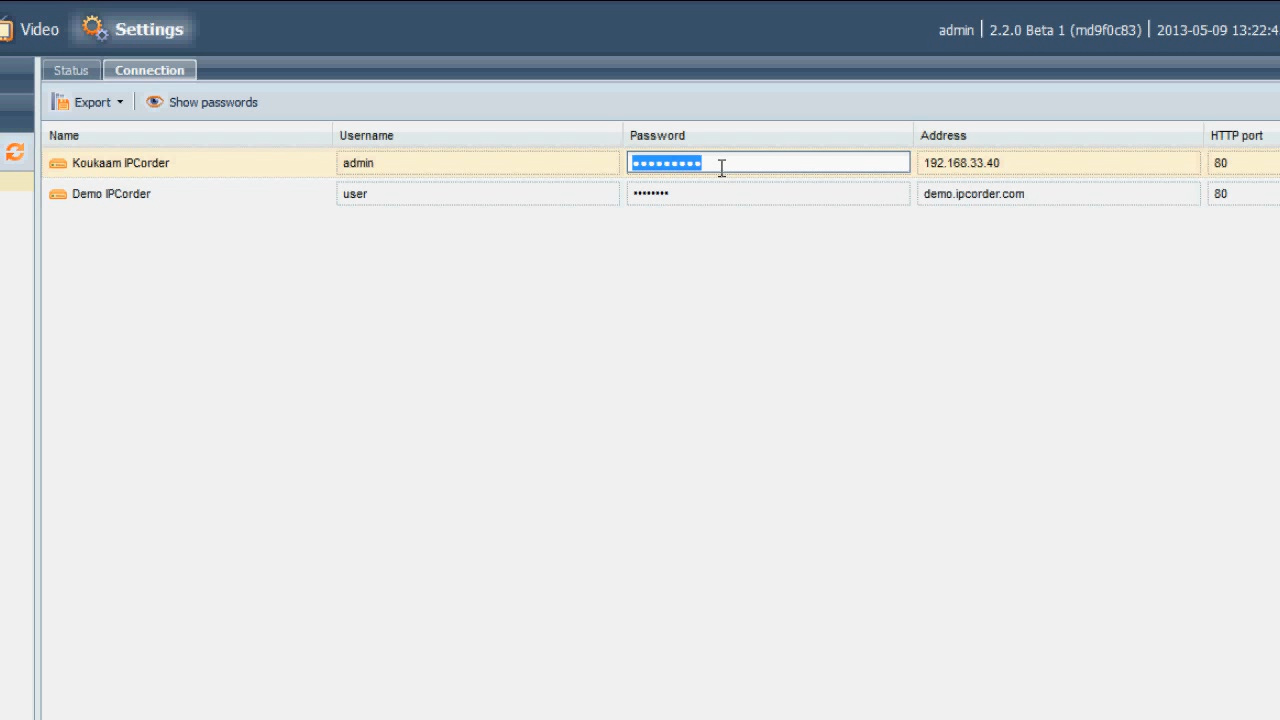 Video Settings admin 2.2.0 Beta 1 (md9f0c83) 2013-05-09 13:22:4
Status Connection
Export Show passwords
Name Username Password Address HTTP port
Koukaam IPCorder admin ••••••••• 192.168.33.40 80
Demo IPCorder user •••••••• demo.ipcorder.com 80